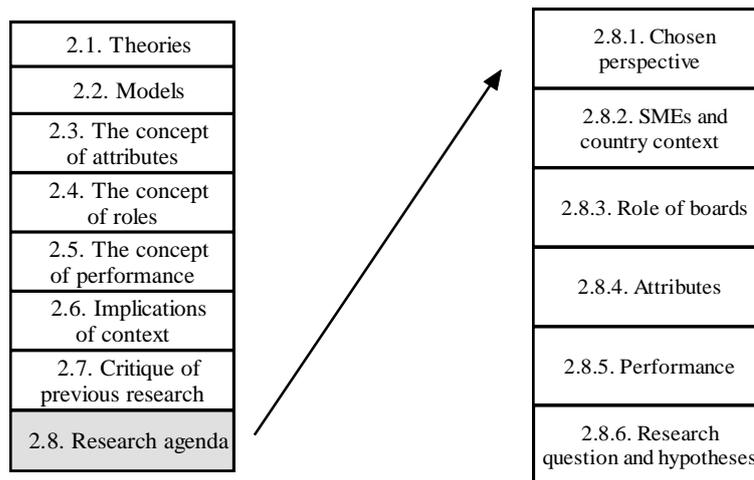 2.1. Theories
2.2. Models
2.3. The concept
of attributes
2.4. The concept
of roles
2.5. The concept
of performance
2.6. Implications
of context
2.7. Critique of
previous research
2.8. Research agenda
2.8.1. Chosen
perspective
2.8.2. SMEs and
country context
2.8.3. Role of boards
2.8.4. Attributes
2.8.5. Performance
2.8.6. Research
question and hypotheses